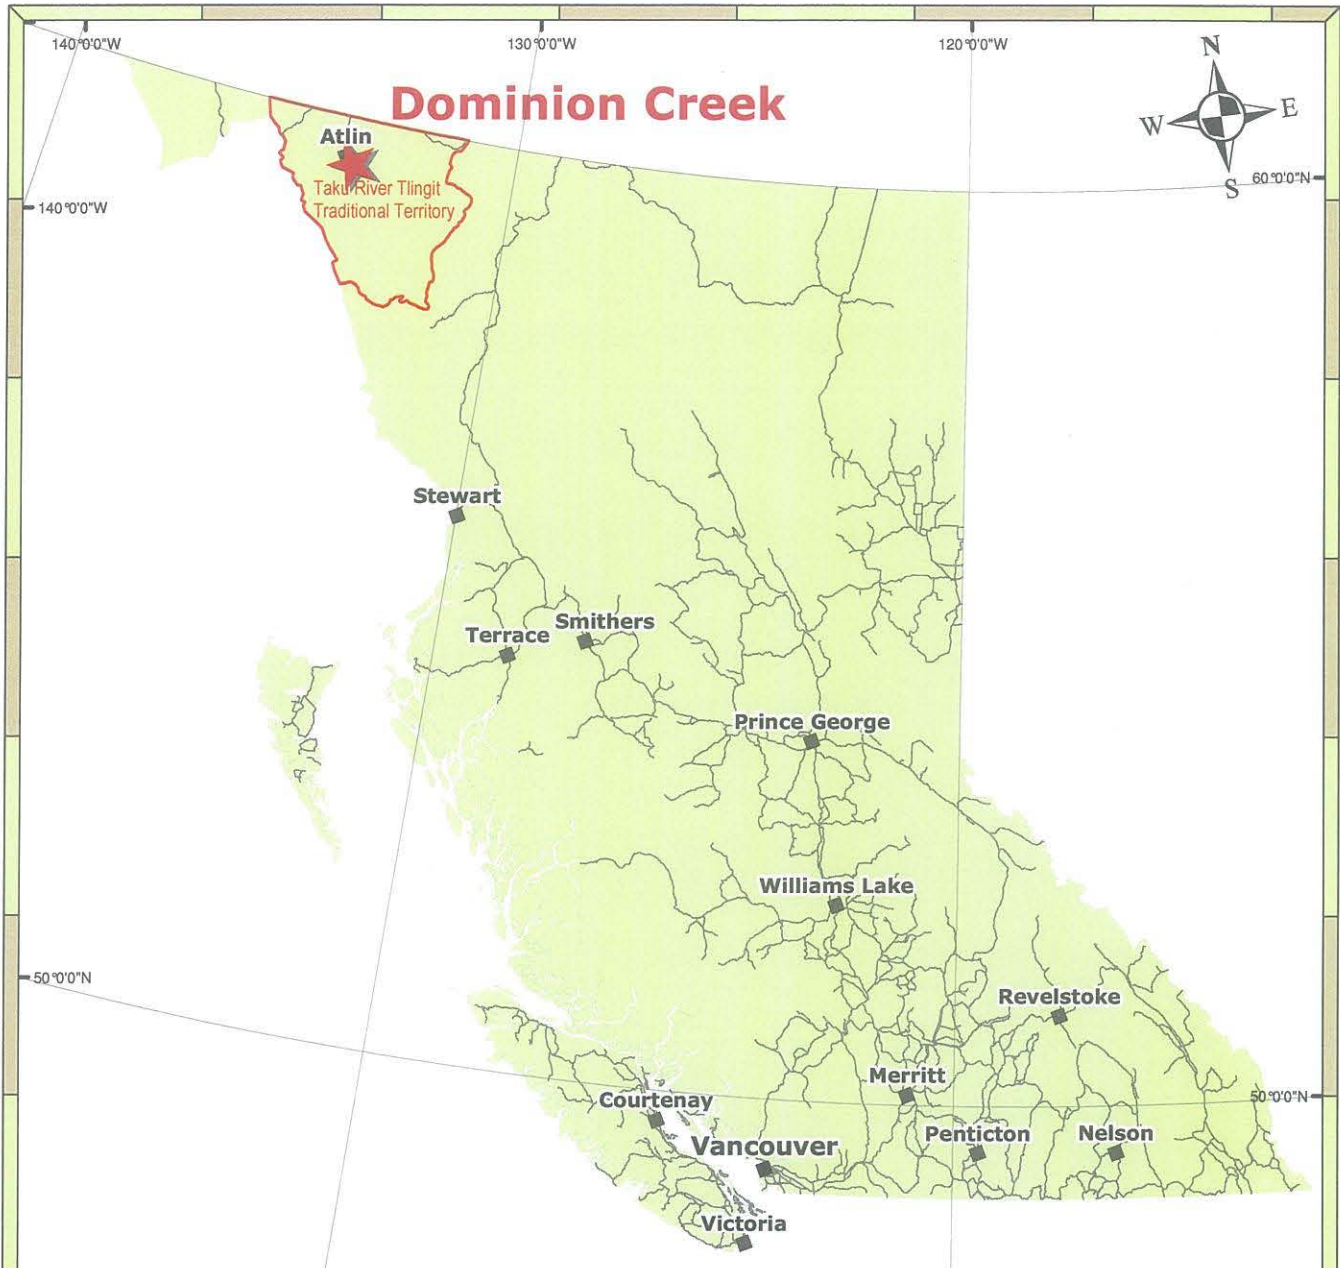 140°0'0"W
130°0'0"W
120°0'0"W
Dominion Creek
N
W
E
S
Atlin
Taku River Tlingit
Traditional Territory
60°0'0"N
140°0'0"W
Stewart
Terrace
Smithers
Prince George
Williams Lake
50°0'0"N
Revelstoke
Merritt
50°0'0"N
Courtenay
Vancouver
Penticton
Nelson
Victoria